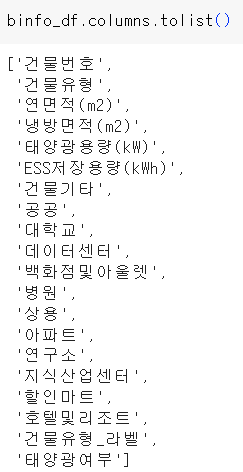 binfo_df.columns.tolist()
['건물번호',
'건물유형',
'연면적(m2)',
'냉방면적(m2)',
'태양광용량(kW)',
'ESS저장용량(kWh)',
'건물기타',
'공공',
'대학교',
'데이터센터',
'백화점및아울렛',
'병원',
'상용',
'아파트',
'연구소',
'지식산업센터',
'할인마트',
'호텔및리조트',
'건물유형_라벨',
'태양광여부']